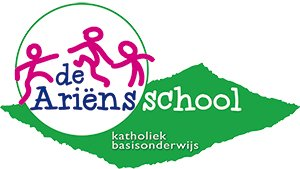 de
Ariëns school
katholiek
basisonderwijs